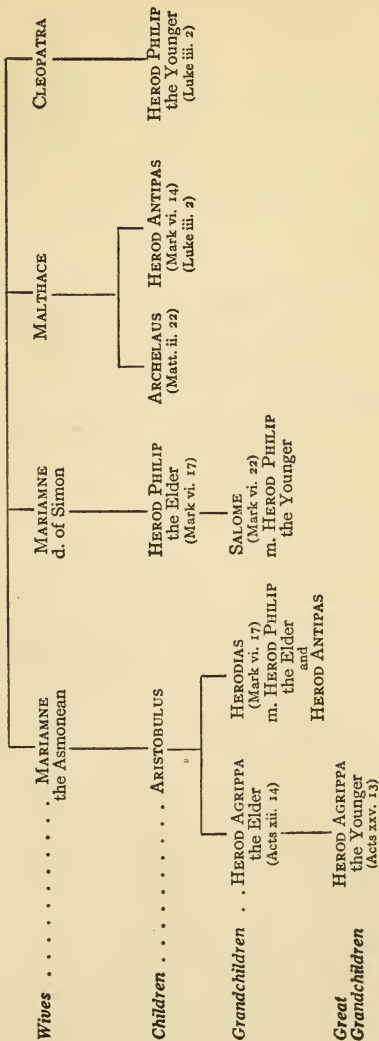 Wives . . . . . . . . . . MARIAMNE
the Asmonean
MARIAMNE
d. of Simon
MALTHACE
CLEOPATRA
Children . . . . . . . . . . ARISTOBULUS
HEROD PHILIP
the Elder
(Mark vi. 17)
ARCHELAUS
(Matt. ii. 22)
HEROD ANTIPAS
(Mark vi. 14)
(Luke iii. 2)
HEROD PHILIP
the Younger
(Luke iii. 2)
Grandchildren . . HEROD AGRIPPA
the Elder
(Acts xii. 14)
HERODIAS
(Mark vi. 17)
m. HEROD PHILIP
the Elder
and
HEROD ANTIPAS
SALOME
(Mark vi. 22)
m. HEROD PHILIP
the Younger
Great
Grandchildren
HEROD AGRIPPA
the Younger
(Acts xxv. 13)